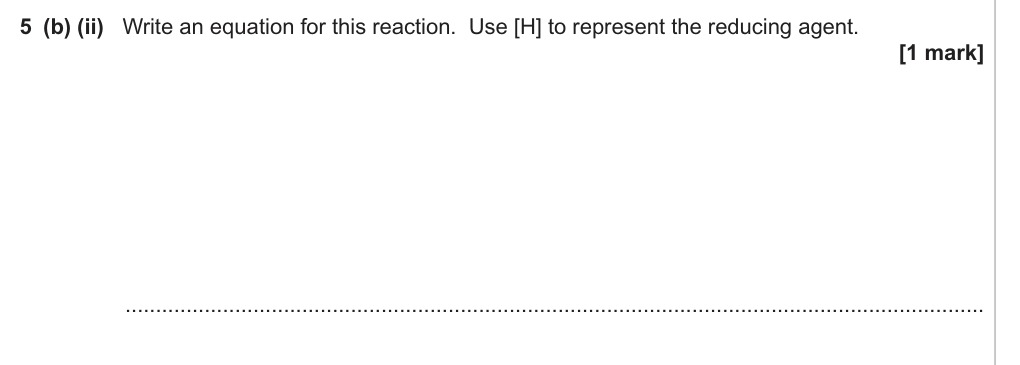 5 (b) (ii) Write an equation for this reaction. Use [H] to represent the reducing agent.
[1 mark]